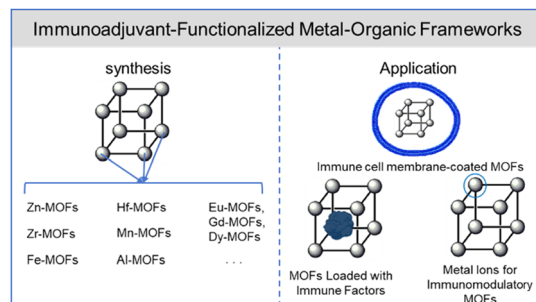 Immunoadjuvant-Functionalized Metal-Organic Frameworks
synthesis
Zn-MOFs Hf-MOFs Eu-MOFs,
Gd-MOFs,
Zr-MOFs Mn-MOFs Dy-MOFs
Fe-MOFs Al-MOFs ...
Application
Immune cell membrane-coated MOFs
MOFs Loaded with
Immune Factors
Metal Ions for
Immunomodulatory
MOFs